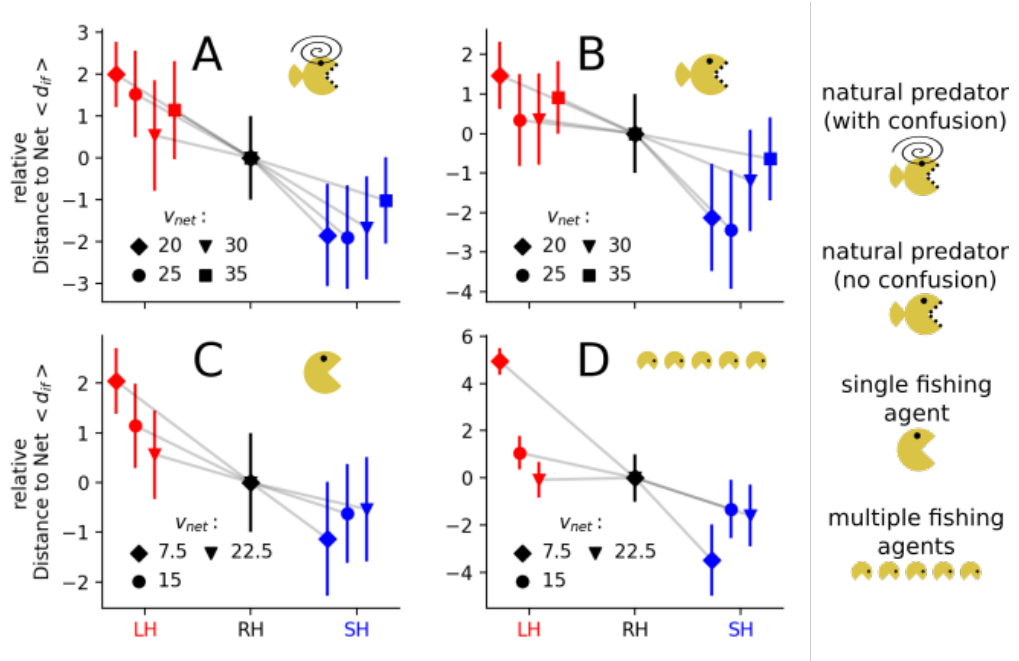 A
B
3
2
1
0
−1
−2
−3
relative
Distance to Net < d_if >
v_net :
20 30
25 35
2
1
0
−1
−2
−3
−4
v_net :
20 30
25 35
C
D
2
1
0
−1
−2
relative
Distance to Net < d_if >
v_net :
7.5 22.5
15
LH RH SH
6
4
2
0
−2
−4
v_net :
7.5 22.5
15
LH RH SH
natural predator
(with confusion)
natural predator
(no confusion)
single fishing
agent
multiple fishing
agents